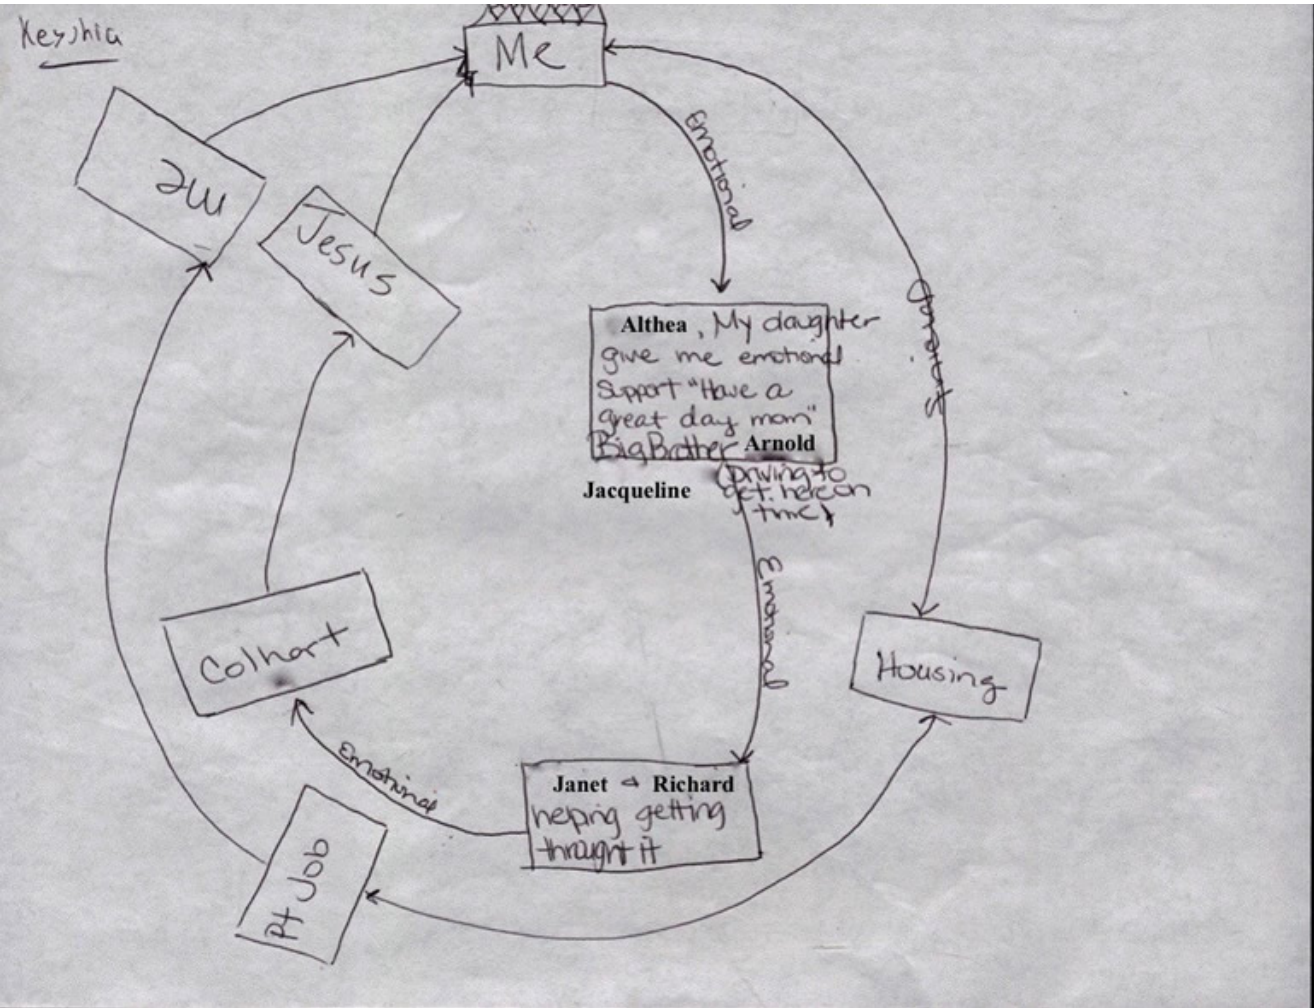 Keyshia
Me
me
Jesus
Emotional
Althea, My daughter
give me emotional
Support "Have a
great day mom"
Big Brother Arnold
(Driving to
Jacqueline get here on
time)
Emotional
Colhart
Housing
Emotional
Janet & Richard
helping getting
throught it
Pt Job